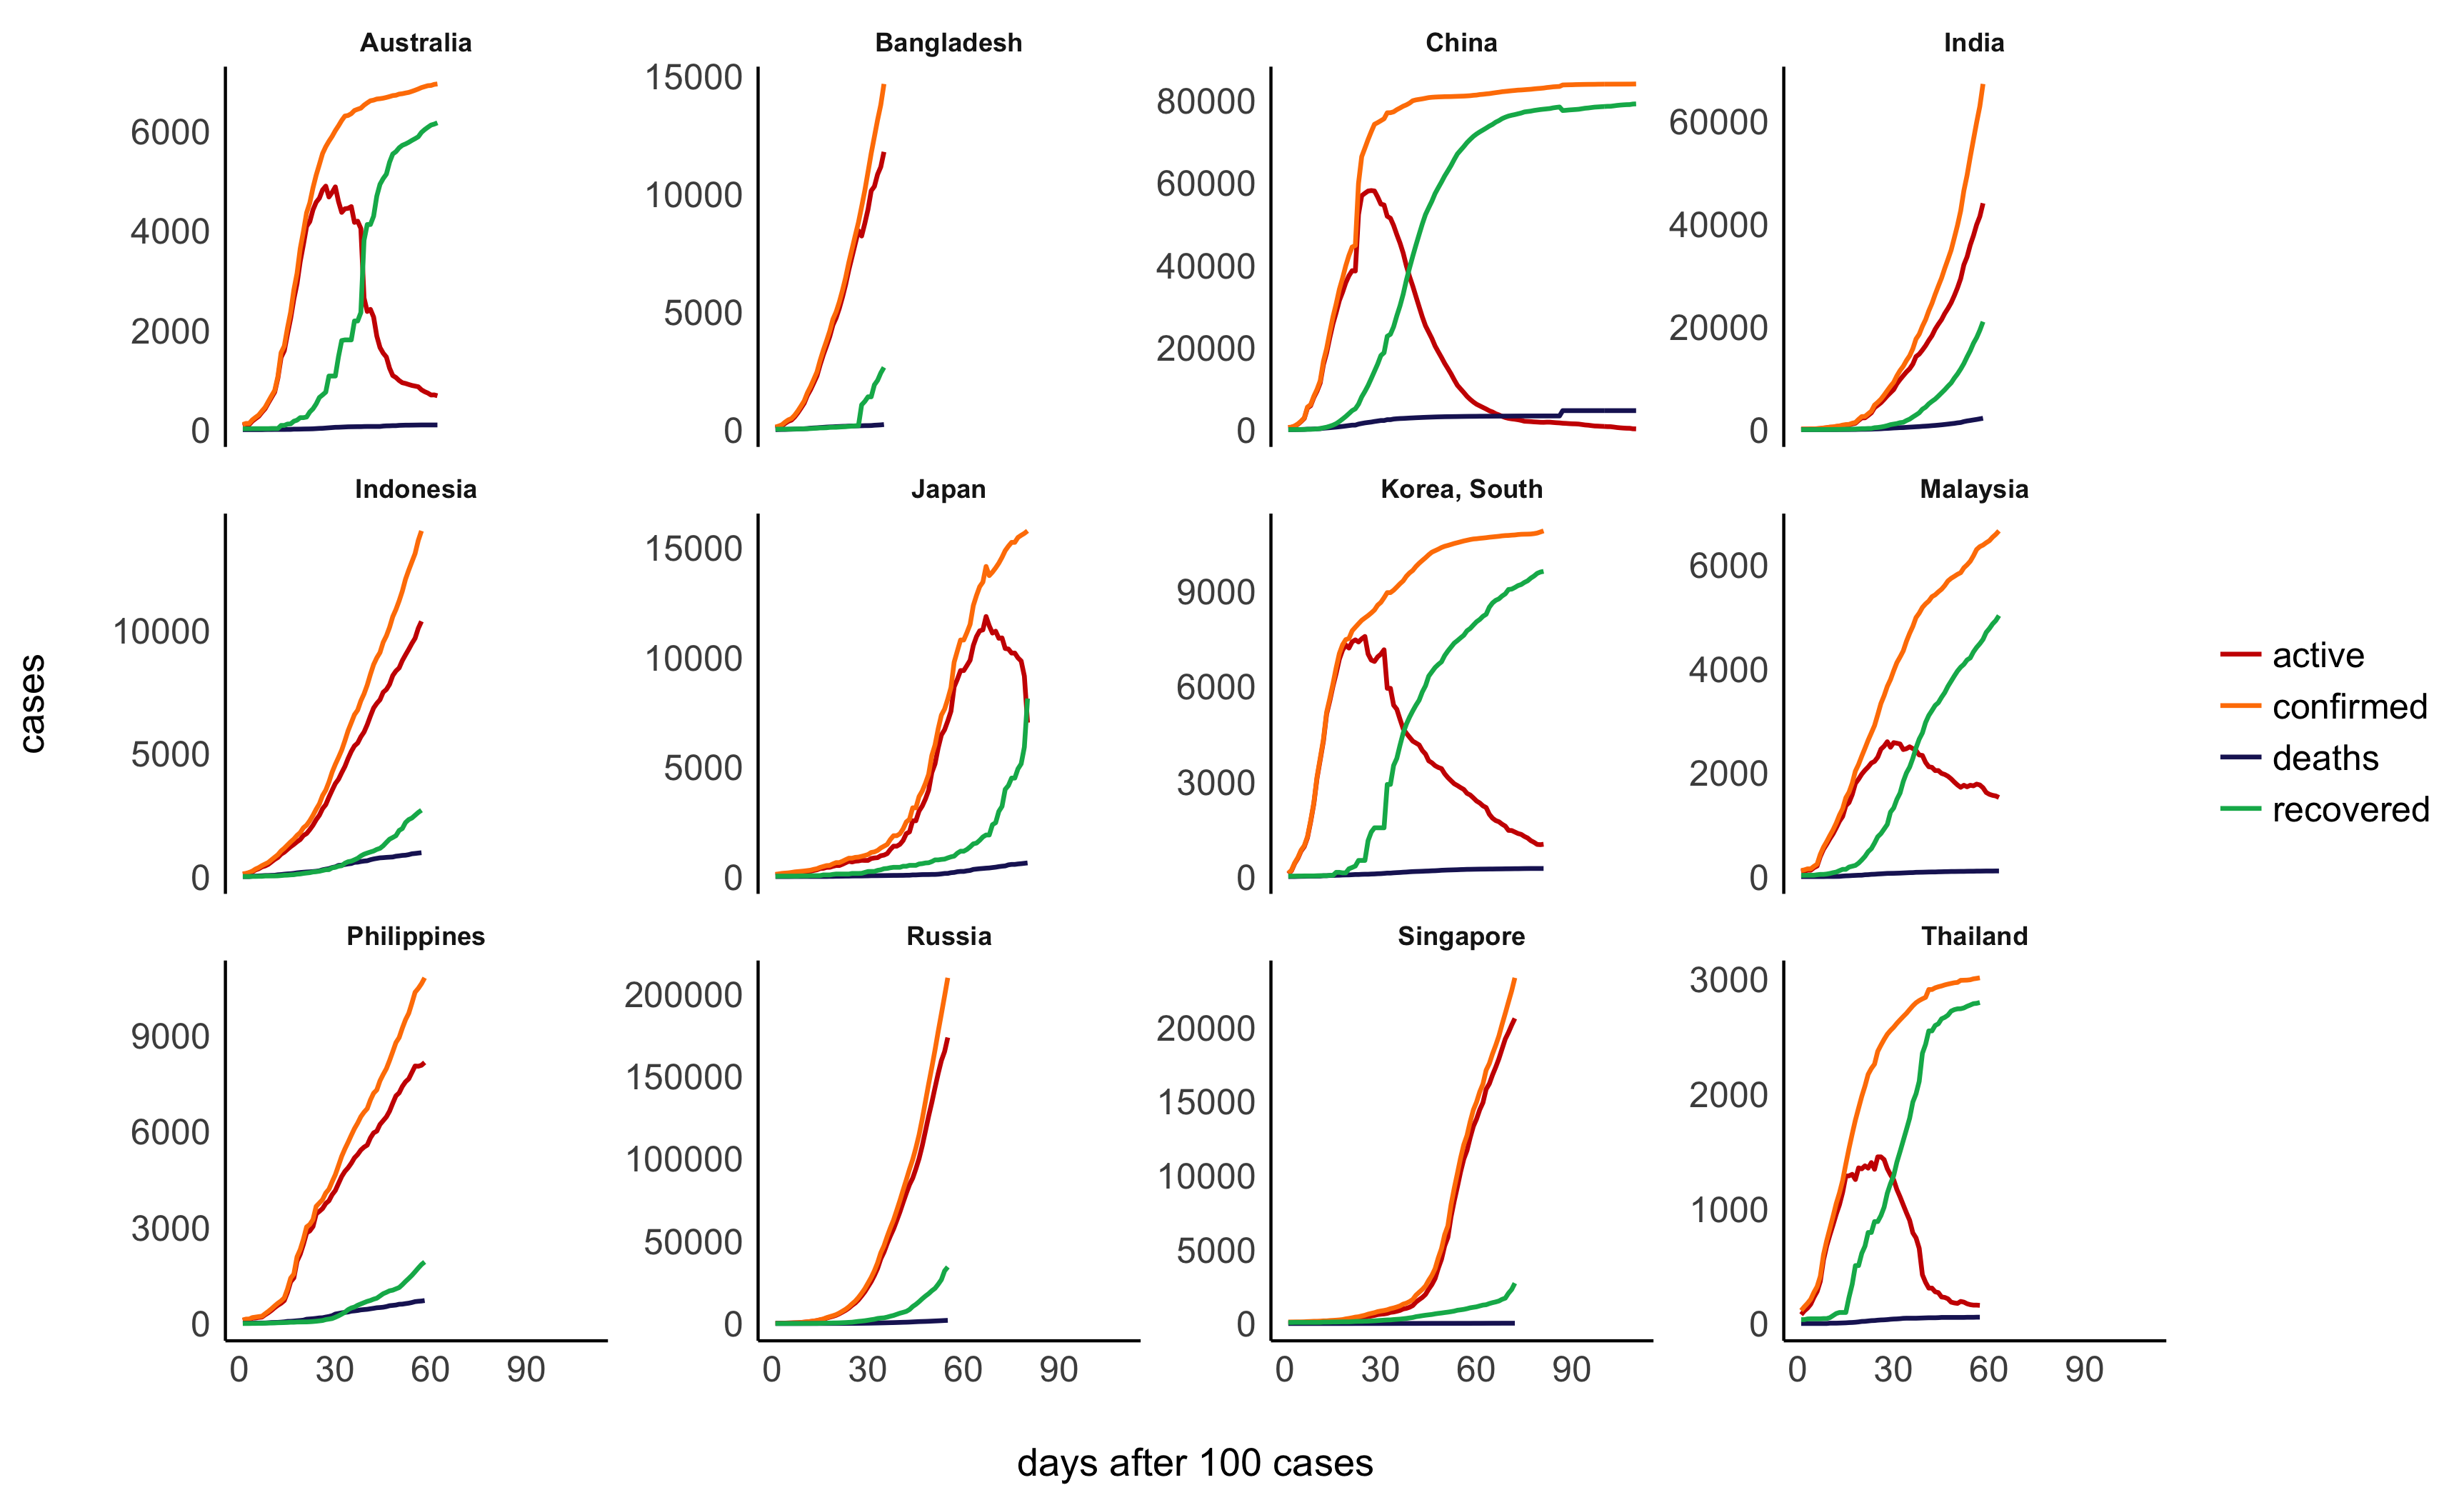 Australia
Bangladesh
China
India
6000
4000
2000
0
15000
10000
5000
0
80000
60000
40000
20000
0
60000
40000
20000
0
Indonesia
Japan
Korea, South
Malaysia
10000
5000
0
15000
10000
5000
0
9000
6000
3000
0
6000
4000
2000
0
Philippines
Russia
Singapore
Thailand
9000
6000
3000
0
200000
150000
100000
50000
0
20000
15000
10000
5000
0
3000
2000
1000
0
0 30 60 90
0 30 60 90
0 30 60 90
0 30 60 90
days after 100 cases
cases
active
confirmed
deaths
recovered